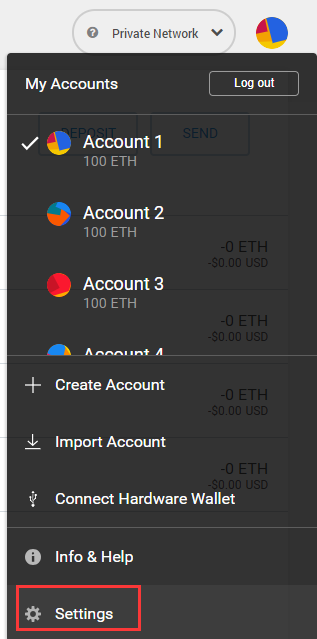 Private Network
My Accounts
Log out
DEPOSIT
SEND
Account 1
100 ETH
Account 2
100 ETH
-0 ETH
-$0.00 USD
Account 3
100 ETH
-0 ETH
-$0.00 USD
Account 4
Create Account
-0 ETH
-$0.00 USD
Import Account
-0 ETH
-$0.00 USD
Connect Hardware Wallet
Info & Help
Settings